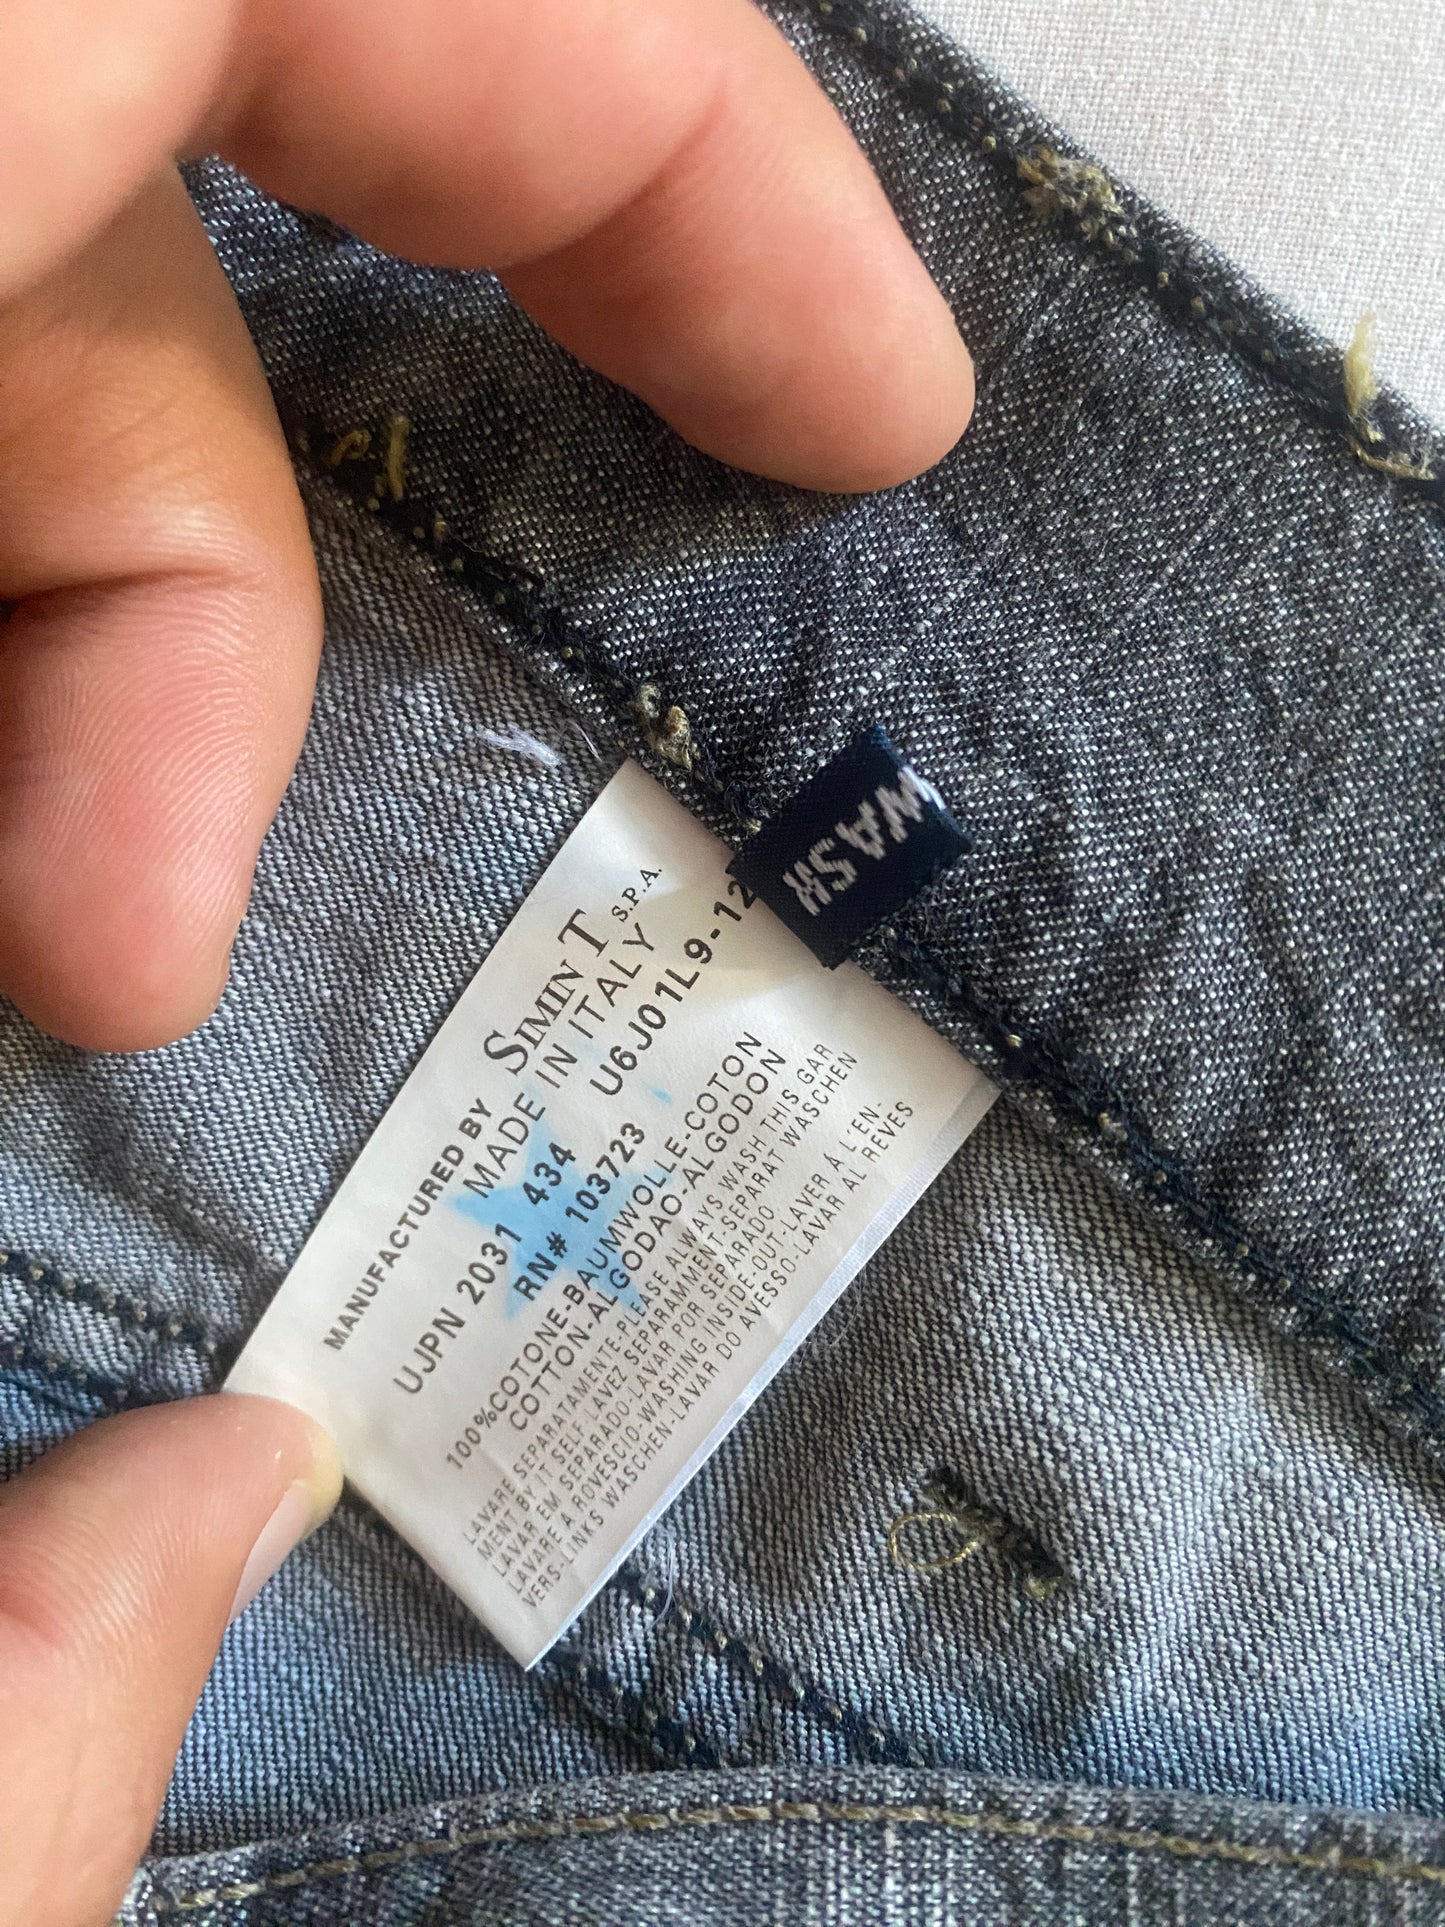 MANUFACTURED BY
SIMINT S.P.A.
MADE IN ITALY
UJPN 2031 434 U6J01L9-12
RN# 103723
100%COTONE-BAUMWOLLE-COTON
COTTON-ALGODAO-ALGODON
LAVARE SEPARATAMENTE-PLEASE ALWAYS WASH THIS GAR
MENT BY IT SELF-LAVEZ SEPARAMMENT-SEPARAT WASCHEN
LAVAR EM SEPARADO-LAVAR POR SEPARADO
LAVARE A ROVESCIO-WASHING INSIDE-OUT-LAVER Á L'EN-
VERS-LINKS WASCHEN-LAVAR DO AVESSO-LAVAR AL REVES
WASH